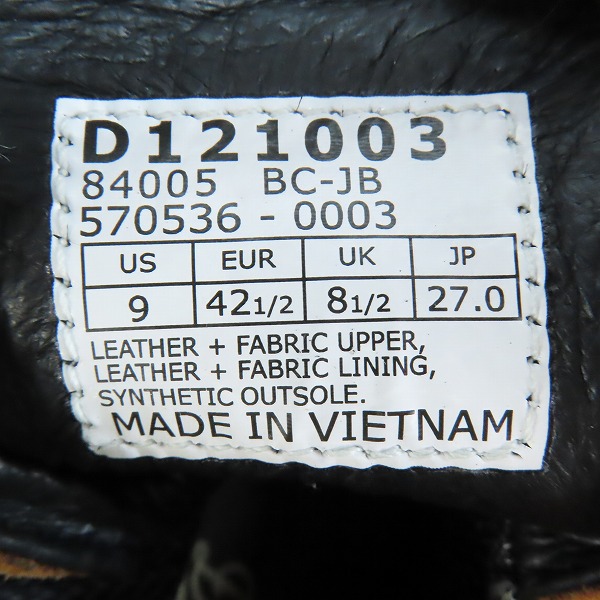 D121003
84005 BC-JB
570536 - 0003
US EUR UK JP
9 42 1/2 8 1/2 27.0
LEATHER + FABRIC UPPER,
LEATHER + FABRIC LINING,
SYNTHETIC OUTSOLE.
MADE IN VIETNAM